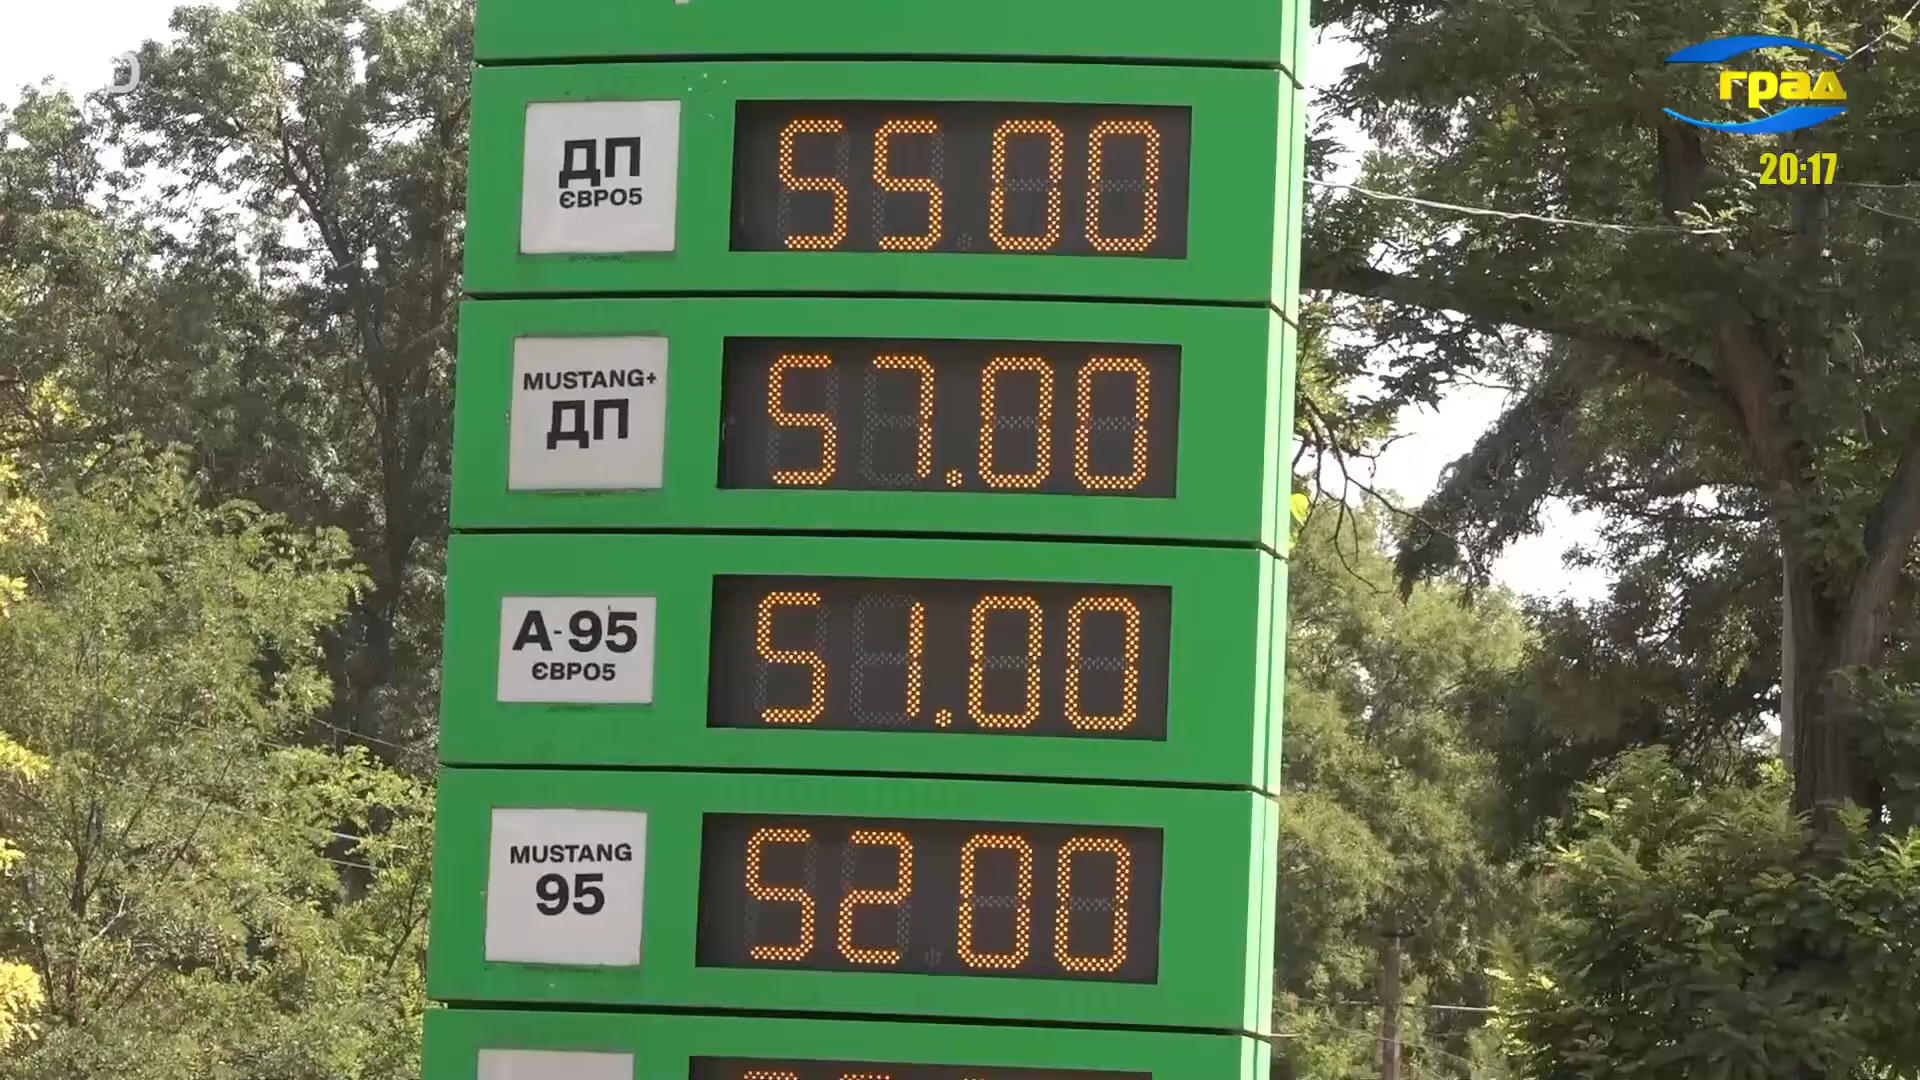 град
20:17
ДП
ЄВРО5
55.00
MUSTANG+
ДП
57.00
А-95
ЄВРО5
51.00
MUSTANG
95
52.00